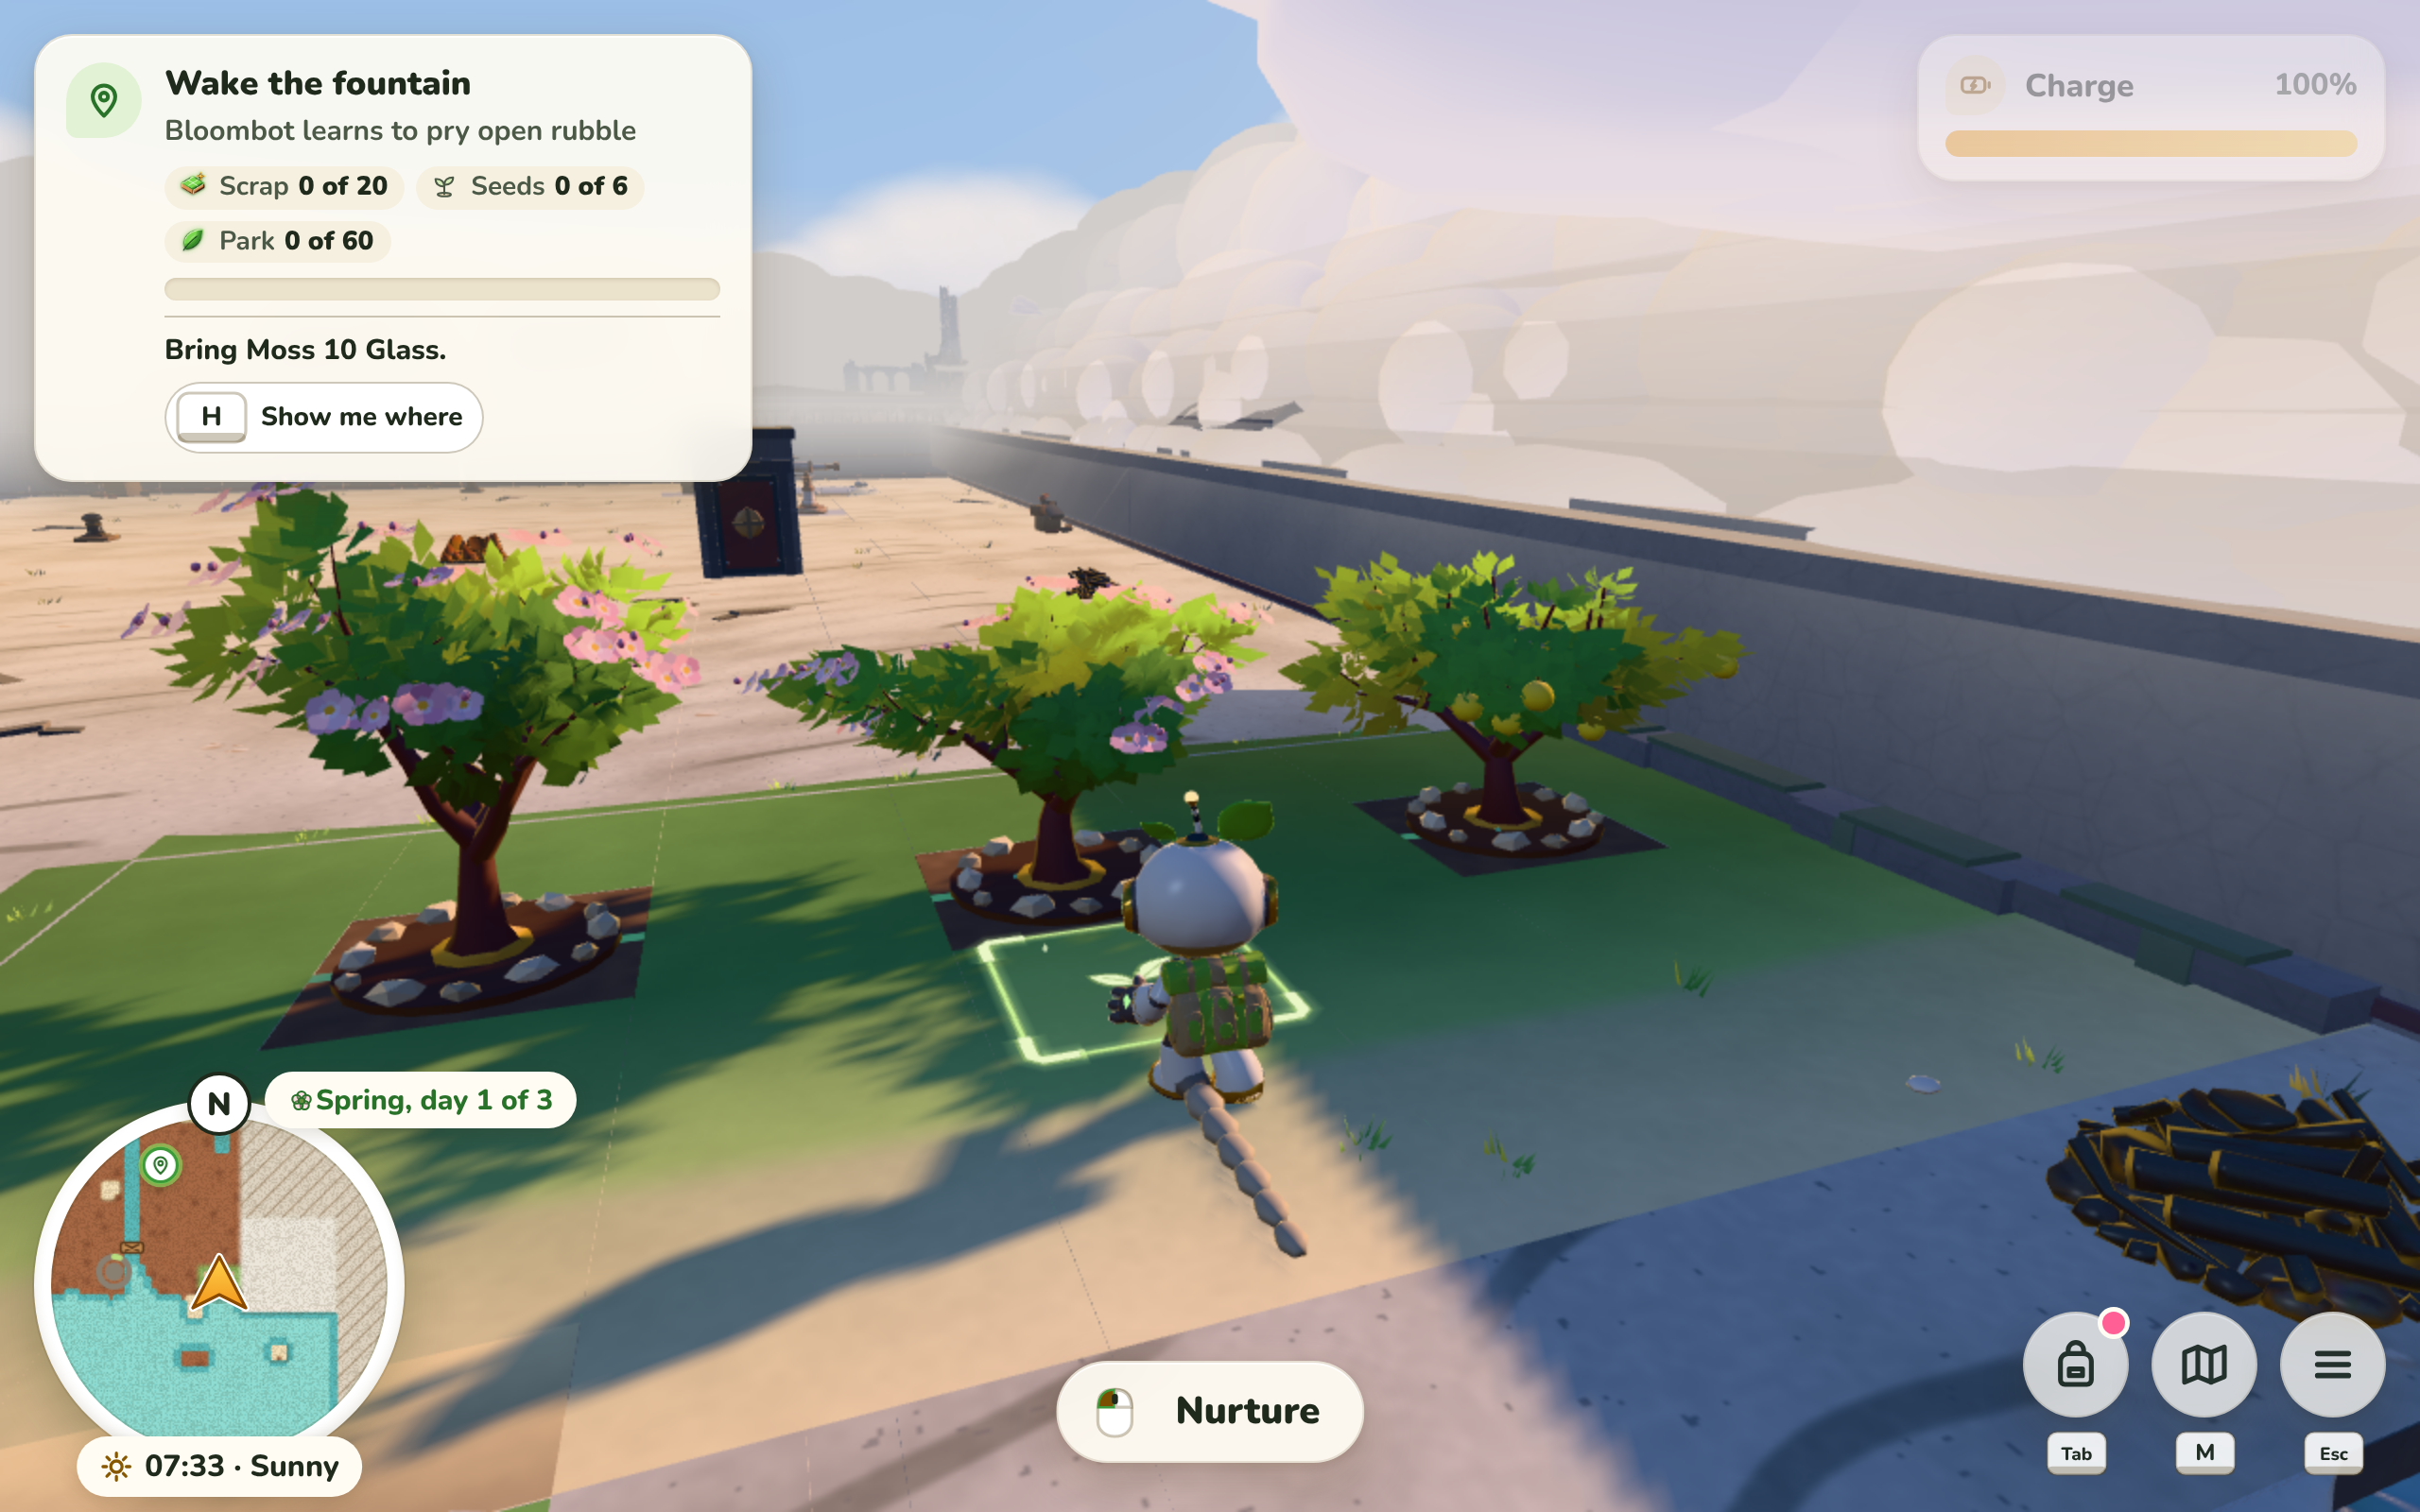 Wake the fountain
Bloombot learns to pry open rubble
Scrap 0 of 20 Seeds 0 of 6
Park 0 of 60
Bring Moss 10 Glass.
H Show me where
Charge 100%
N Spring, day 1 of 3
07:33 · Sunny
Nurture
Tab M Esc